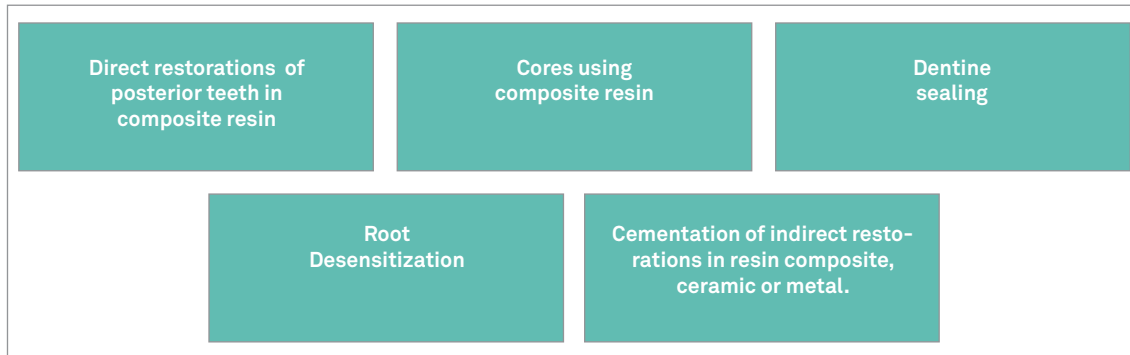 Direct restorations of
posterior teeth in
composite resin
Cores using
composite resin
Dentine
sealing
Root
Desensitization
Cementation of indirect resto-
rations in resin composite,
ceramic or metal.